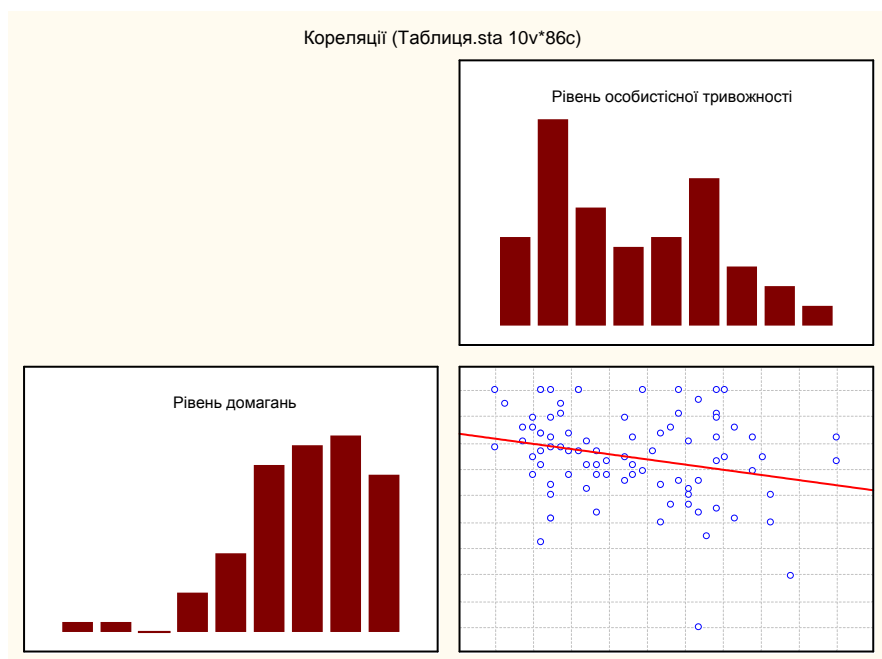 Кореляції (Таблиця.sta 10v*86c)
Рівень особистісної тривожності
Рівень домагань